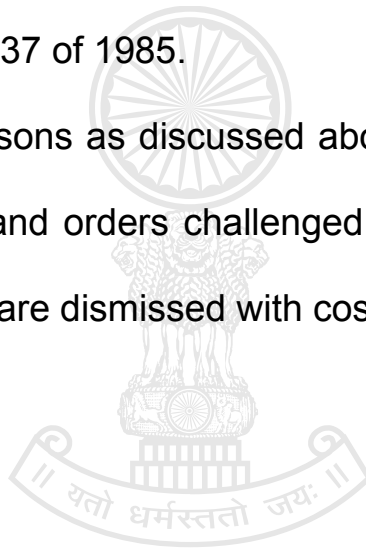 37 of 1985.
sons as discussed abo
and orders challenged
are dismissed with cos
॥ यतो धर्मस्ततो जयः ॥